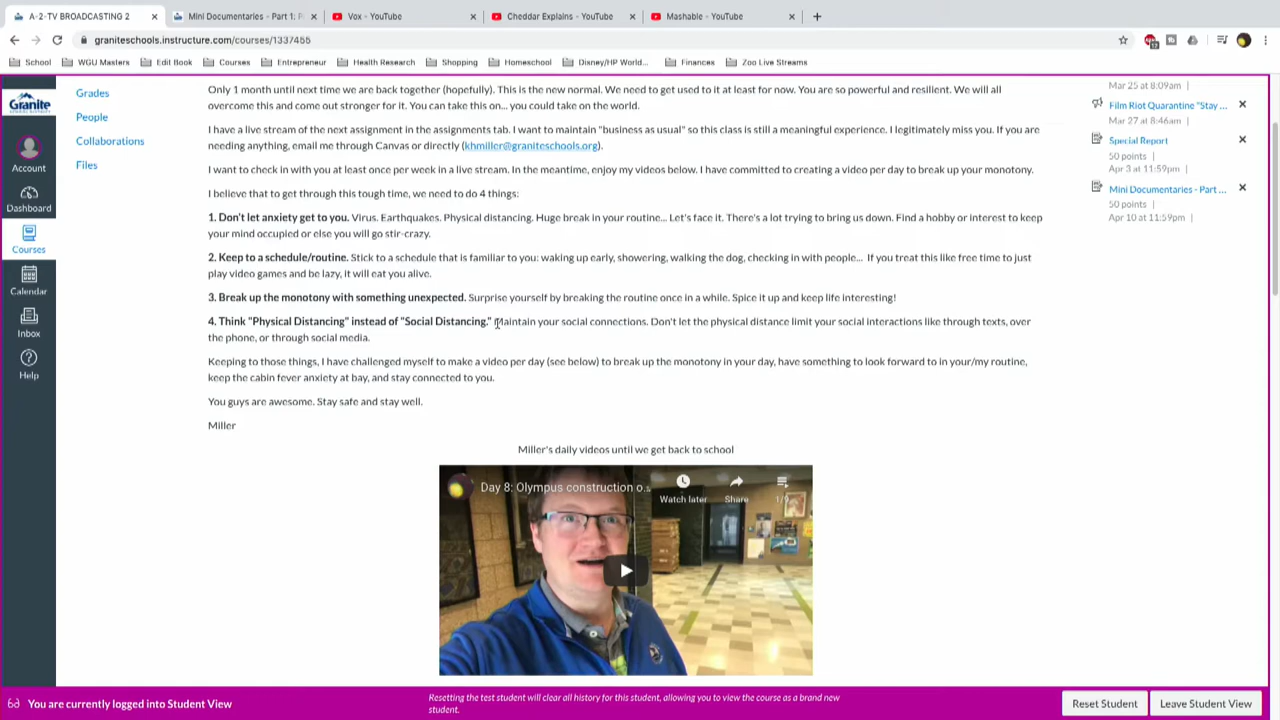 A-2-TV BROADCASTING 2
Mini Documentaries - Part 1: P
Vox - YouTube
Cheddar Explains - YouTube
Mashable - YouTube
graniteschools.instructure.com/courses/1337455
School
WGU Masters
Edit Book
Courses
Entrepreneur
Health Research
Shopping
Homeschool
Disney/HP World...
Finances
Zoo Live Streams
Granite
Account
Dashboard
Courses
Calendar
Inbox
Help
Grades
People
Collaborations
Files
Only 1 month until next time we are back together (hopefully). This is the new normal. We need to get used to it at least for now. You are so powerful and resilient. We will all
overcome this and come out stronger for it. You can take this on... you could take on the world.
I have a live stream of the next assignment in the assignments tab. I want to maintain "business as usual" so this class is still a meaningful experience. I legitimately miss you. If you are
needing anything, email me through Canvas or directly (khmiller@graniteschools.org).
I want to check in with you at least once per week in a live stream. In the meantime, enjoy my videos below. I have committed to creating a video per day to break up your monotony.
I believe that to get through this tough time, we need to do 4 things:
1. Don't let anxiety get to you. Virus. Earthquakes. Physical distancing. Huge break in your routine... Let's face it. There's a lot trying to bring us down. Find a hobby or interest to keep
your mind occupied or else you will go stir-crazy.
2. Keep to a schedule/routine. Stick to a schedule that is familiar to you: waking up early, showering, walking the dog, checking in with people... If you treat this like free time to just
play video games and be lazy, it will eat you alive.
3. Break up the monotony with something unexpected. Surprise yourself by breaking the routine once in a while. Spice it up and keep life interesting!
4. Think "Physical Distancing" instead of "Social Distancing." Maintain your social connections. Don't let the physical distance limit your social interactions like through texts, over
the phone, or through social media.
Keeping to those things, I have challenged myself to make a video per day (see below) to break up the monotony in your day, have something to look forward to in your/my routine,
keep the cabin fever anxiety at bay, and stay connected to you.
You guys are awesome. Stay safe and stay well.
Miller
Miller's daily videos until we get back to school
Day 8: Olympus construction o...
Watch later
Share
1/9
Mar 25 at 8:09am
Film Riot Quarantine "Stay ...
Mar 27 at 8:46am
Special Report
50 points
Apr 3 at 11:59pm
Mini Documentaries - Part ...
50 points
Apr 10 at 11:59pm
You are currently logged into Student View
Resetting the test student will clear all history for this student, allowing you to view the course as a brand new
student.
Reset Student
Leave Student View